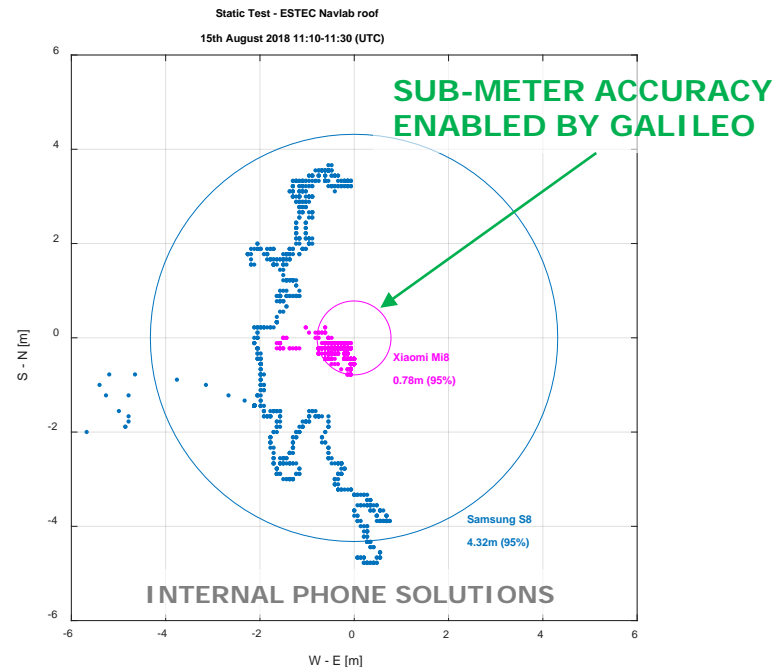 Static Test - ESTEC Navlab roof
15th August 2018 11:10-11:30 (UTC)
SUB-METER ACCURACY
ENABLED BY GALILEO
6
4
2
0
-2
-4
-6
S - N [m]
Xiaomi Mi8
0.78m (95%)
Samsung S8
4.32m (95%)
INTERNAL PHONE SOLUTIONS
-6
-4
-2
0
2
4
6
W - E [m]